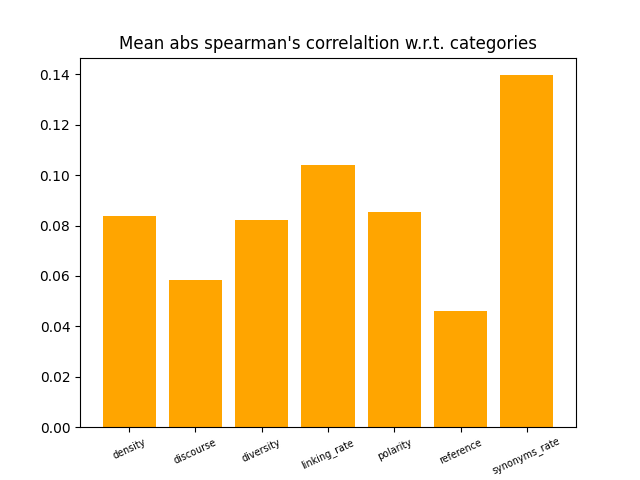 Mean abs spearman's correlaltion w.r.t. categories
0.14
0.12
0.10
0.08
0.06
0.04
0.02
0.00
density
discourse
diversity
linking_rate
polarity
reference
synonyms_rate